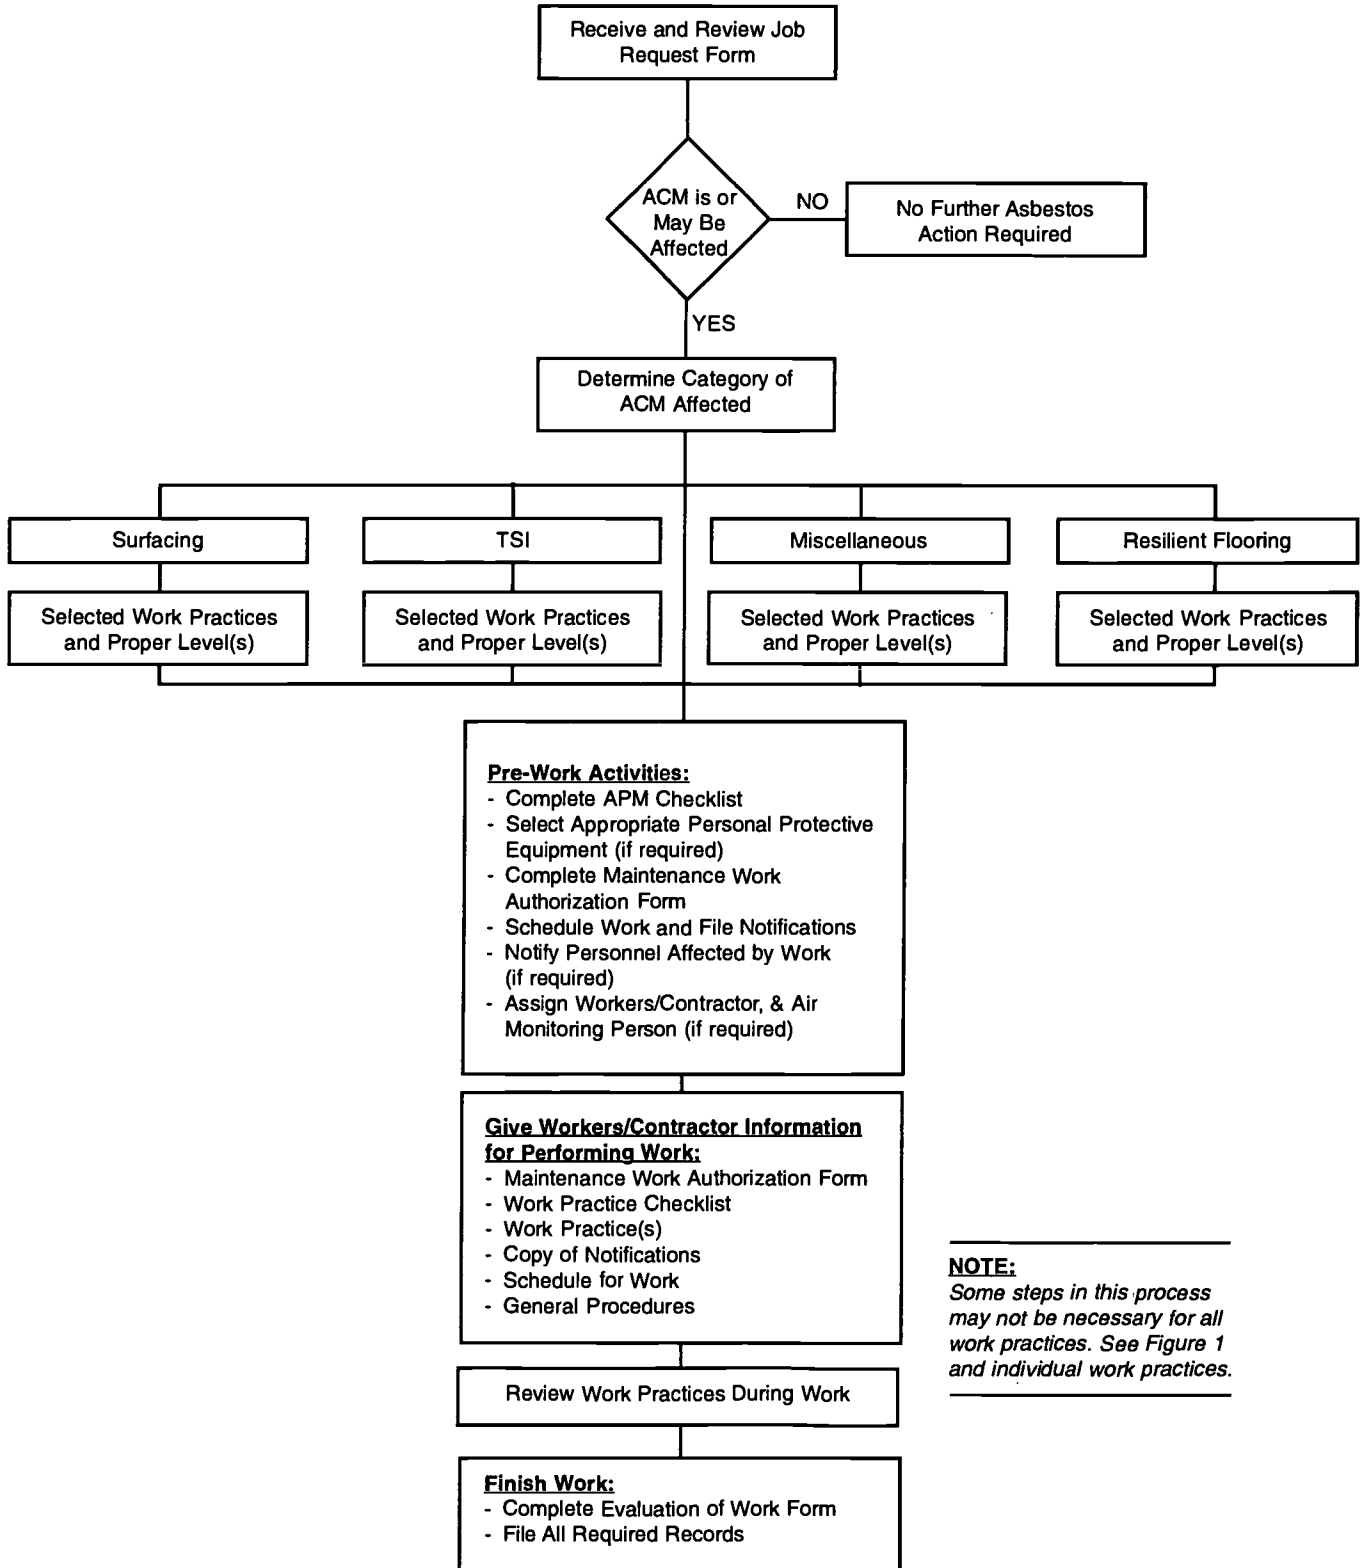 Receive and Review Job
Request Form
ACM is or
May Be
Affected
NO
No Further Asbestos
Action Required
YES
Determine Category of
ACM Affected
Surfacing
TSI
Miscellaneous
Resilient Flooring
Selected Work Practices
and Proper Level(s)
Selected Work Practices
and Proper Level(s)
Selected Work Practices
and Proper Level(s)
Selected Work Practices
and Proper Level(s)
Pre-Work Activities:
- Complete APM Checklist
- Select Appropriate Personal Protective
Equipment (if required)
- Complete Maintenance Work
Authorization Form
- Schedule Work and File Notifications
- Notify Personnel Affected by Work
(if required)
- Assign Workers/Contractor, & Air
Monitoring Person (if required)
Give Workers/Contractor Information
for Performing Work:
- Maintenance Work Authorization Form
- Work Practice Checklist
- Work Practice(s)
- Copy of Notifications
- Schedule for Work
- General Procedures
NOTE:
Some steps in this process
may not be necessary for all
work practices. See Figure 1
and individual work practices.
Review Work Practices During Work
Finish Work:
- Complete Evaluation of Work Form
- File All Required Records